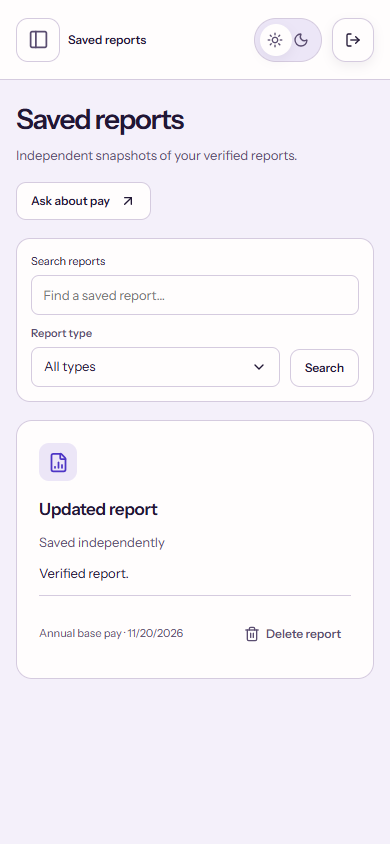 Saved reports
Saved reports
Independent snapshots of your verified reports.
Ask about pay
Search reports
Find a saved report...
Report type
All types
Search
Updated report
Saved independently
Verified report.
Annual base pay · 11/20/2026
Delete report